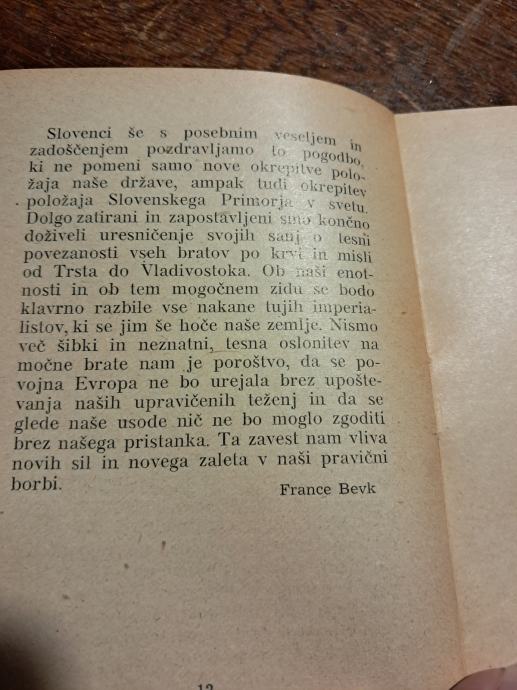 Slovenci še s posebnim veseljem in
zadoščenjem pozdravljamo to pogodbo,
ki ne pomeni samo nove okrepitve polo-
žaja naše države, ampak tudi okrepitev
položaja Slovenskega Primorja v svetu.
Dolgo zatirani in zapostavljeni smo končno
doživeli uresničenje svojih sanj o tesni
povezanosti vseh bratov po krvi in misli
od Trsta do Vladivostoka. Ob naši enot-
nosti in ob tem mogočnem zidu se bodo
klavrno razbile vse nakane tujih imperia-
listov, ki se jim še hoče naše zemlje. Nismo
več šibki in neznatni, tesna oslonitev na
močne brate nam je poroštvo, da se po-
vojna Evropa ne bo urejala brez upošte-
vanja naših upravičenih teženj in da se
glede naše usode nič ne bo moglo zgoditi
brez našega pristanka. Ta zavest nam vliva
novih sil in novega zaleta v naši pravični
borbi.
France Bevk
12